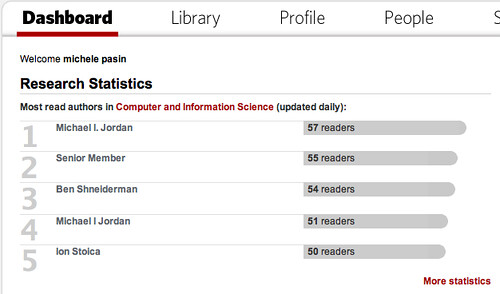 Dashboard Library Profile People S
Welcome michele pasin
Research Statistics
Most read authors in Computer and Information Science (updated daily):
1 Michael I. Jordan 57 readers
2 Senior Member 55 readers
3 Ben Shneiderman 54 readers
4 Michael I Jordan 51 readers
5 Ion Stoica 50 readers
More statistics